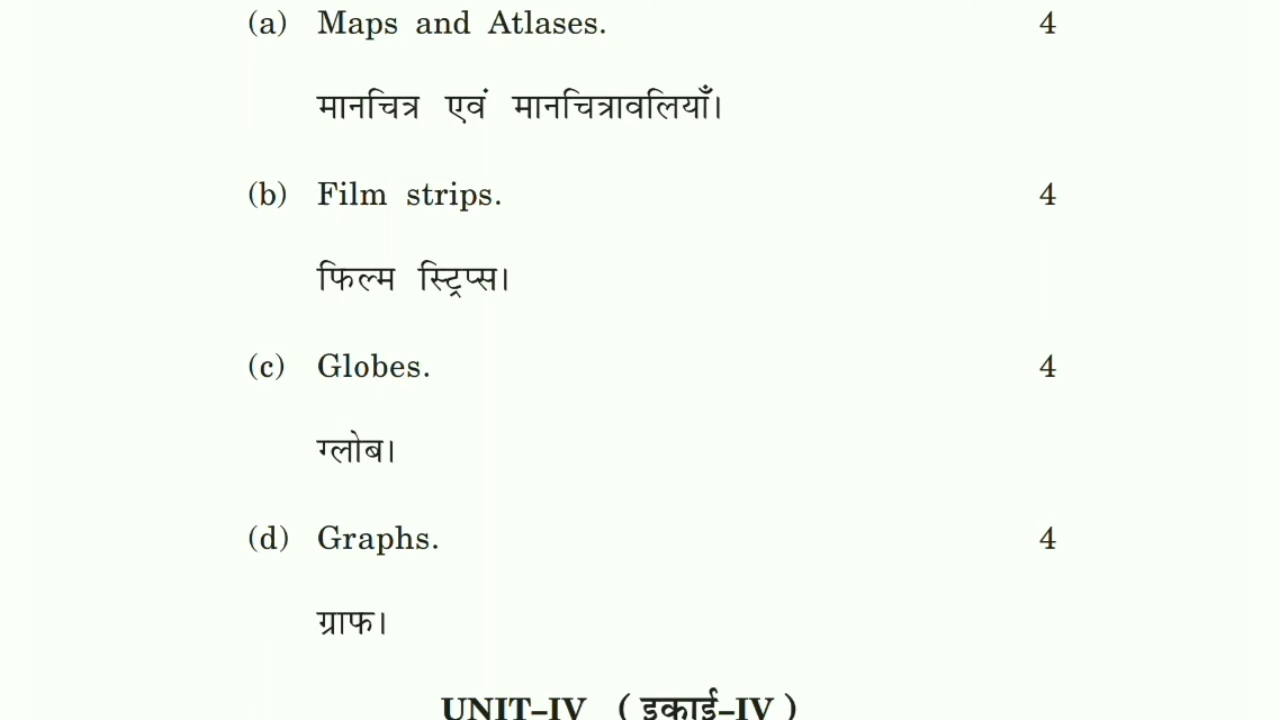 (a) Maps and Atlases. 4
मानचित्र एवं मानचित्रावलियाँ।
(b) Film strips. 4
फिल्म स्ट्रिप्स।
(c) Globes. 4
ग्लोब।
(d) Graphs. 4
ग्राफ।
UNIT–IV ( इकाई–IV )